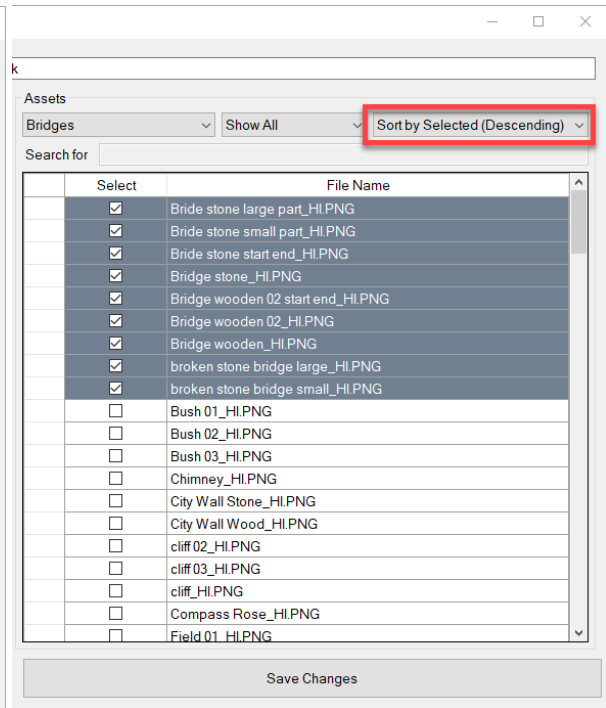 k
Assets
Bridges Show All Sort by Selected (Descending)
Search for
Select File Name
Bride stone large part_HI.PNG
Bride stone small part_HI.PNG
Bride stone start end_HI.PNG
Bridge stone_HI.PNG
Bridge wooden 02 start end_HI.PNG
Bridge wooden 02_HI.PNG
Bridge wooden_HI.PNG
broken stone bridge large_HI.PNG
broken stone bridge small_HI.PNG
Bush 01_HI.PNG
Bush 02_HI.PNG
Bush 03_HI.PNG
Chimney_HI.PNG
City Wall Stone_HI.PNG
City Wall Wood_HI.PNG
cliff 02_HI.PNG
cliff 03_HI.PNG
cliff_HI.PNG
Compass Rose_HI.PNG
Field 01_HI.PNG
Save Changes